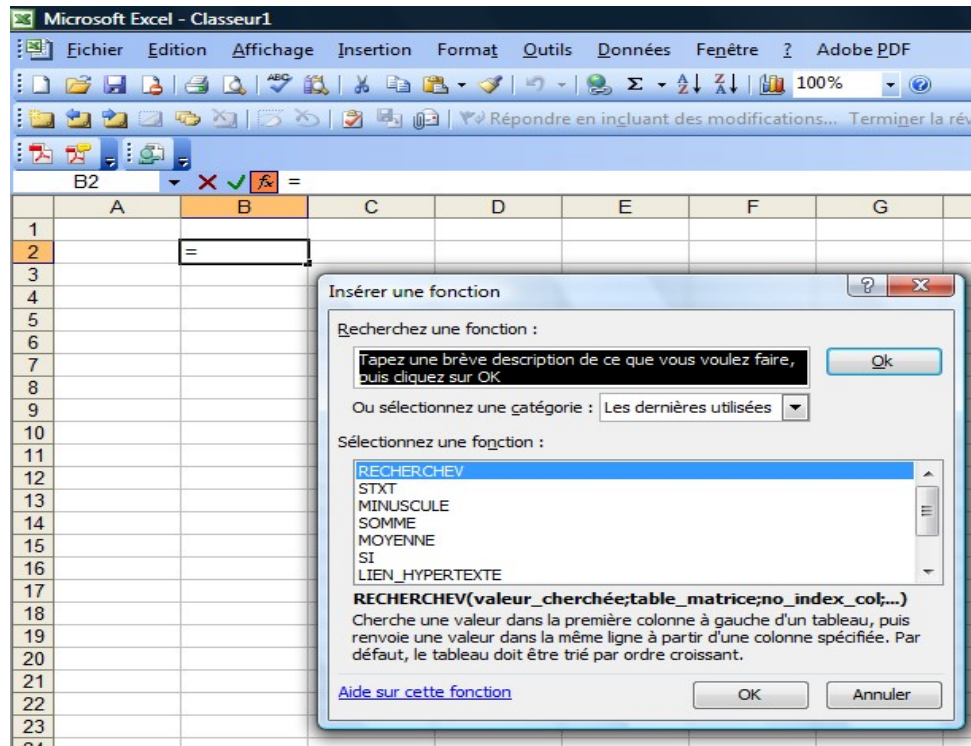 Microsoft Excel - Classeur1
Fichier Edition Affichage Insertion Format Outils Données Fenêtre ? Adobe PDF
ABC Σ A Z Z A 100% ?
Répondre en incluant des modifications... Terminer la rév
B2 fx =
A B C D E F G
1
2 =
3
4
5
6
7
8
9
10
11
12
13
14
15
16
17
18
19
20
21
22
23
24
Insérer une fonction ? X
Recherchez une fonction :
Tapez une brève description de ce que vous voulez faire,
puis cliquez sur OK
Ok
Ou sélectionnez une catégorie : Les dernières utilisées
Sélectionnez une fonction :
RECHERCHEV
STXT
MINUSCULE
SOMME
MOYENNE
SI
LIEN_HYPERTEXTE
RECHERCHEV(valeur_cherchée;table_matrice;no_index_col;...)
Cherche une valeur dans la première colonne à gauche d'un tableau, puis
renvoie une valeur dans la même ligne à partir d'une colonne spécifiée. Par
défaut, le tableau doit être trié par ordre croissant.
Aide sur cette fonction OK Annuler